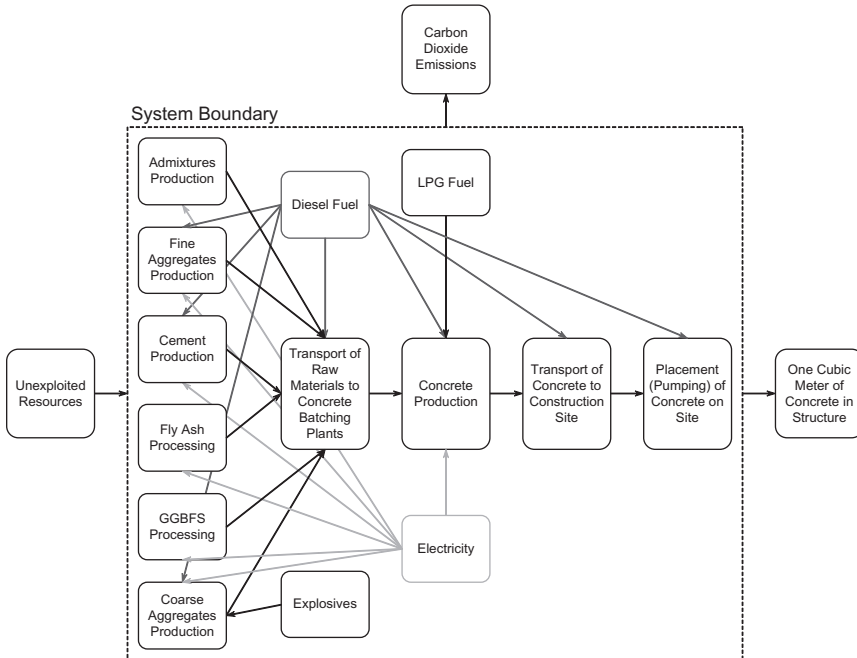 Carbon
Dioxide
Emissions
System Boundary
Admixtures
Production
Diesel Fuel
LPG Fuel
Fine
Aggregates
Production
Cement
Production
Transport of
Raw
Materials to
Concrete
Batching
Plants
Concrete
Production
Transport of
Concrete to
Construction
Site
Placement
(Pumping) of
Concrete on
Site
Unexploited
Resources
One Cubic
Meter of
Concrete in
Structure
Fly Ash
Processing
GGBFS
Processing
Electricity
Coarse
Aggregates
Production
Explosives